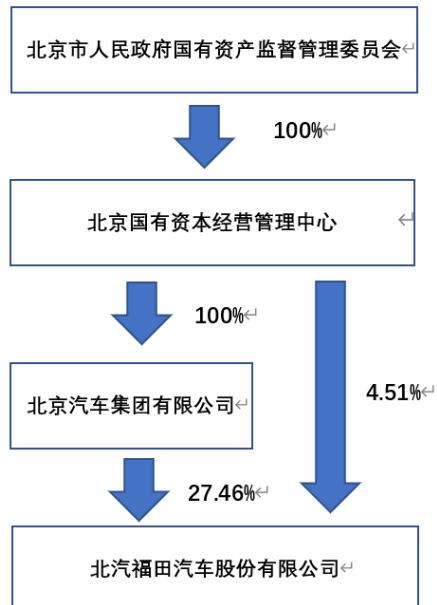 北京市人民政府国有资产监督管理委员会
100%
北京国有资本经营管理中心
100%
4.51%
北京汽车集团有限公司
27.46%
北汽福田汽车股份有限公司